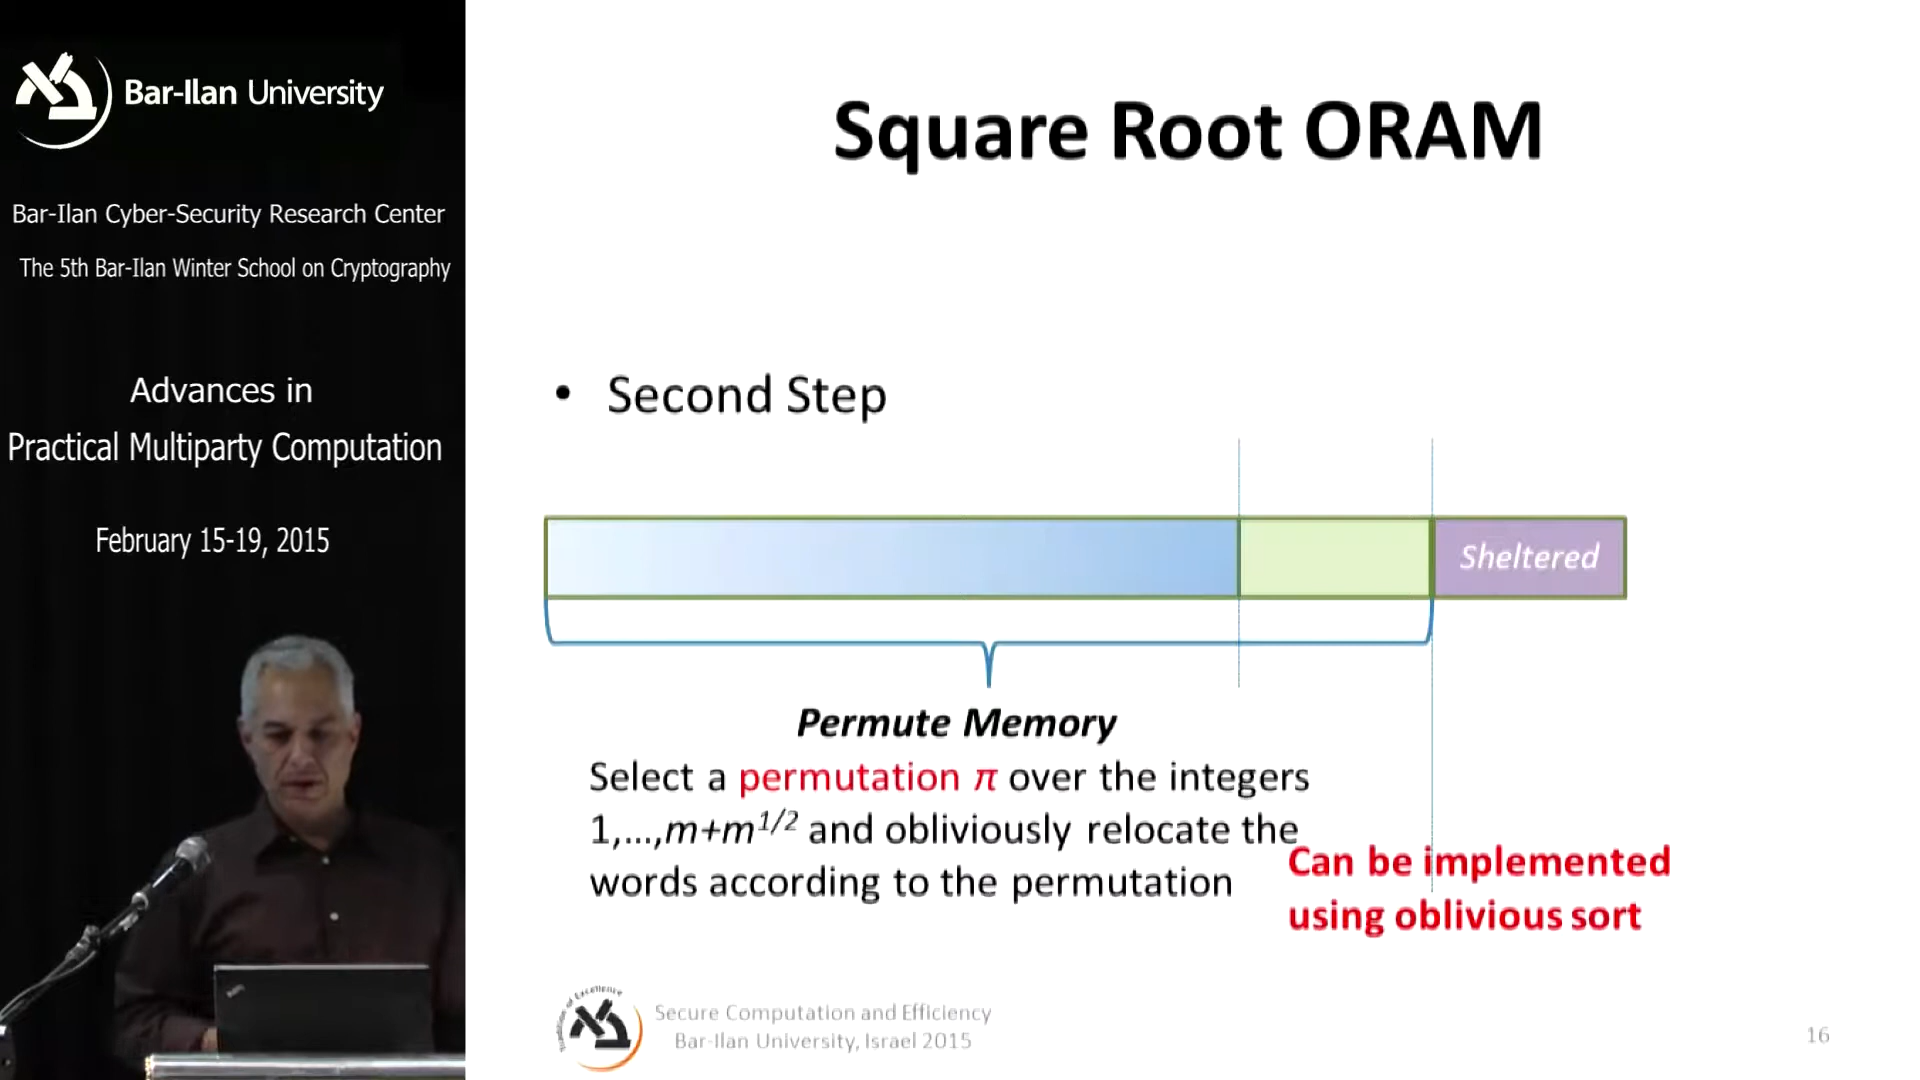 Bar-Ilan University
Bar-Ilan Cyber-Security Research Center
The 5th Bar-Ilan Winter School on Cryptography
Advances in
Practical Multiparty Computation
February 15-19, 2015
Square Root ORAM
• Second Step
Sheltered
Permute Memory
Select a permutation π over the integers
1,...,m+m^1/2 and obliviously relocate the
words according to the permutation
Can be implemented
using oblivious sort
of Excellence
Secure Computation and Efficiency
Bar-Ilan University, Israel 2015
16